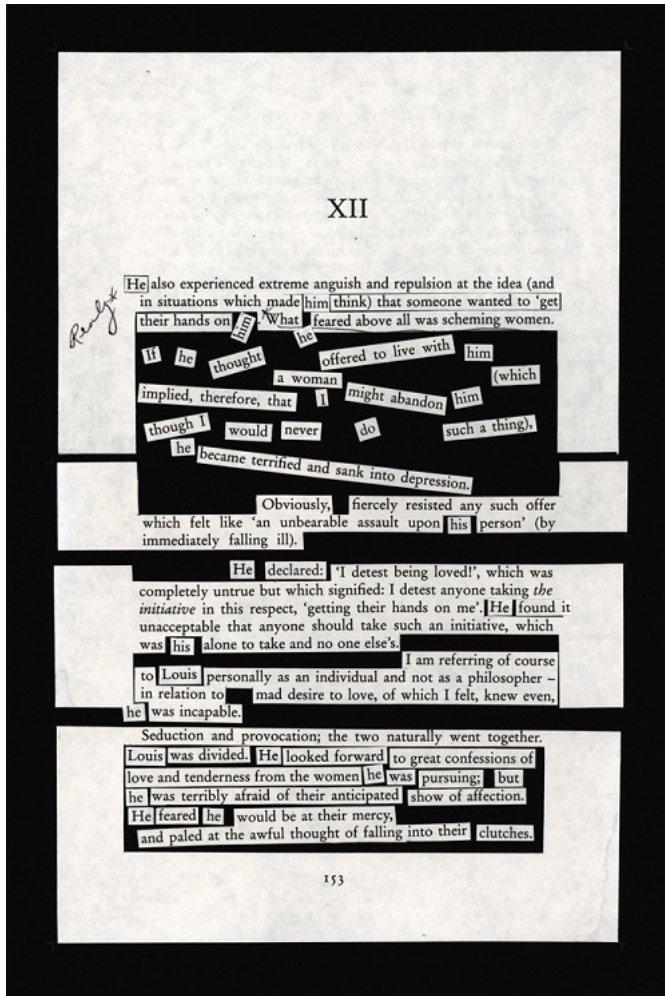 XII
He also experienced extreme anguish and repulsion at the idea (and
in situations which made him think) that someone wanted to 'get
Really*
their hands on him . *What he feared above all was scheming women.
If he thought offered to live with him
a woman (which
implied, therefore, that I might abandon him
though I would never do such a thing),
he became terrified and sank into depression.
Obviously, fiercely resisted any such offer
which felt like 'an unbearable assault upon his person' (by
immediately falling ill).
He declared: 'I detest being loved!', which was
completely untrue but which signified: I detest anyone taking the
initiative in this respect, 'getting their hands on me'. He found it
unacceptable that anyone should take such an initiative, which
was his alone to take and no one else's.
I am referring of course
to Louis personally as an individual and not as a philosopher –
in relation to mad desire to love, of which I felt, knew even,
he was incapable.
Seduction and provocation; the two naturally went together.
Louis was divided. He looked forward to great confessions of
love and tenderness from the women he was pursuing; but
he was terribly afraid of their anticipated show of affection.
He feared he would be at their mercy,
and paled at the awful thought of falling into their clutches.
153